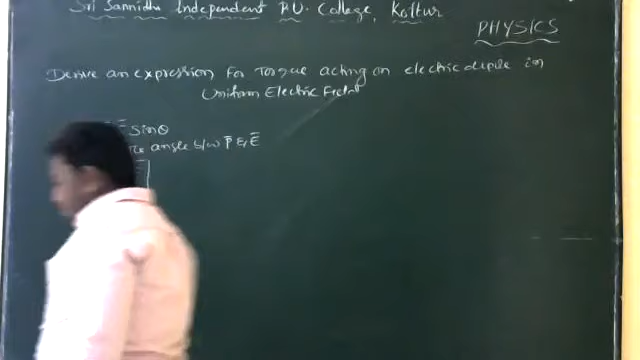 Sri Sannidhi Independent P.U. College, Kottur
PHYSICS
Derive an expression for Torque acting on electric dipole in
Uniform Electric Field
E sinθ
angle b/w P & E